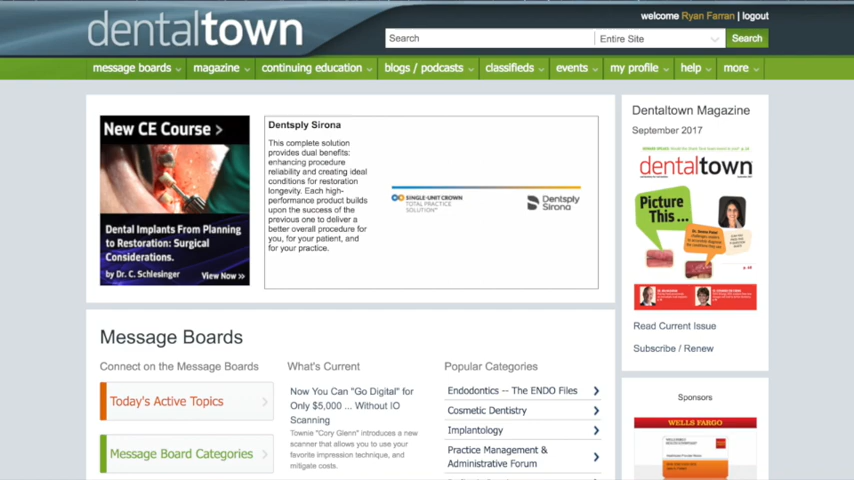 dentaltown
welcome Ryan Farran | logout
Search
Entire Site
Search
message boards
magazine
continuing education
blogs / podcasts
classifieds
events
my profile
help
more
New CE Course >
Dental Implants From Planning
to Restoration: Surgical
Considerations.
by Dr. C. Schlesinger
View Now »
Dentsply Sirona
This complete solution
provides dual benefits:
enhancing procedure
reliability and creating ideal
conditions for restoration
longevity. Each high-
performance product builds
upon the success of the
previous one to deliver a
better overall procedure for
you, for your patient, and
for your practice.
SINGLE-UNIT CROWN
TOTAL PRACTICE
SOLUTION
Dentsply
Sirona
Dentaltown Magazine
September 2017
dentaltown
Picture
This ...
Read Current Issue
Subscribe / Renew
Message Boards
Connect on the Message Boards
Today's Active Topics
Message Board Categories
What's Current
Now You Can "Go Digital" for
Only $5,000 ... Without IO
Scanning
Townie "Cory Glenn" introduces a new
scanner that allows you to use your
favorite impression technique, and
mitigate costs.
Popular Categories
Endodontics -- The ENDO Files
Cosmetic Dentistry
Implantology
Practice Management &
Administrative Forum
Sponsors
WELLS FARGO